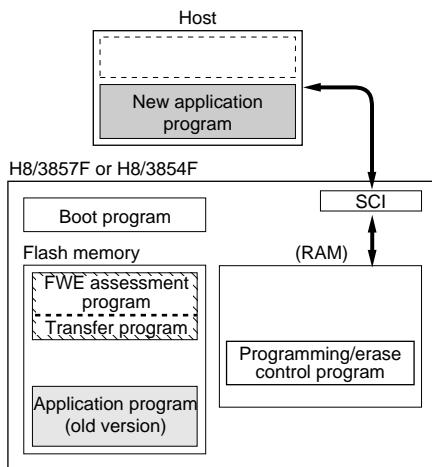 Host
New application
program
H8/3857F or H8/3854F
SCI
Boot program
Flash memory
(RAM)
FWE assessment
program
Transfer program
Programming/erase
control program
Application program
(old version)